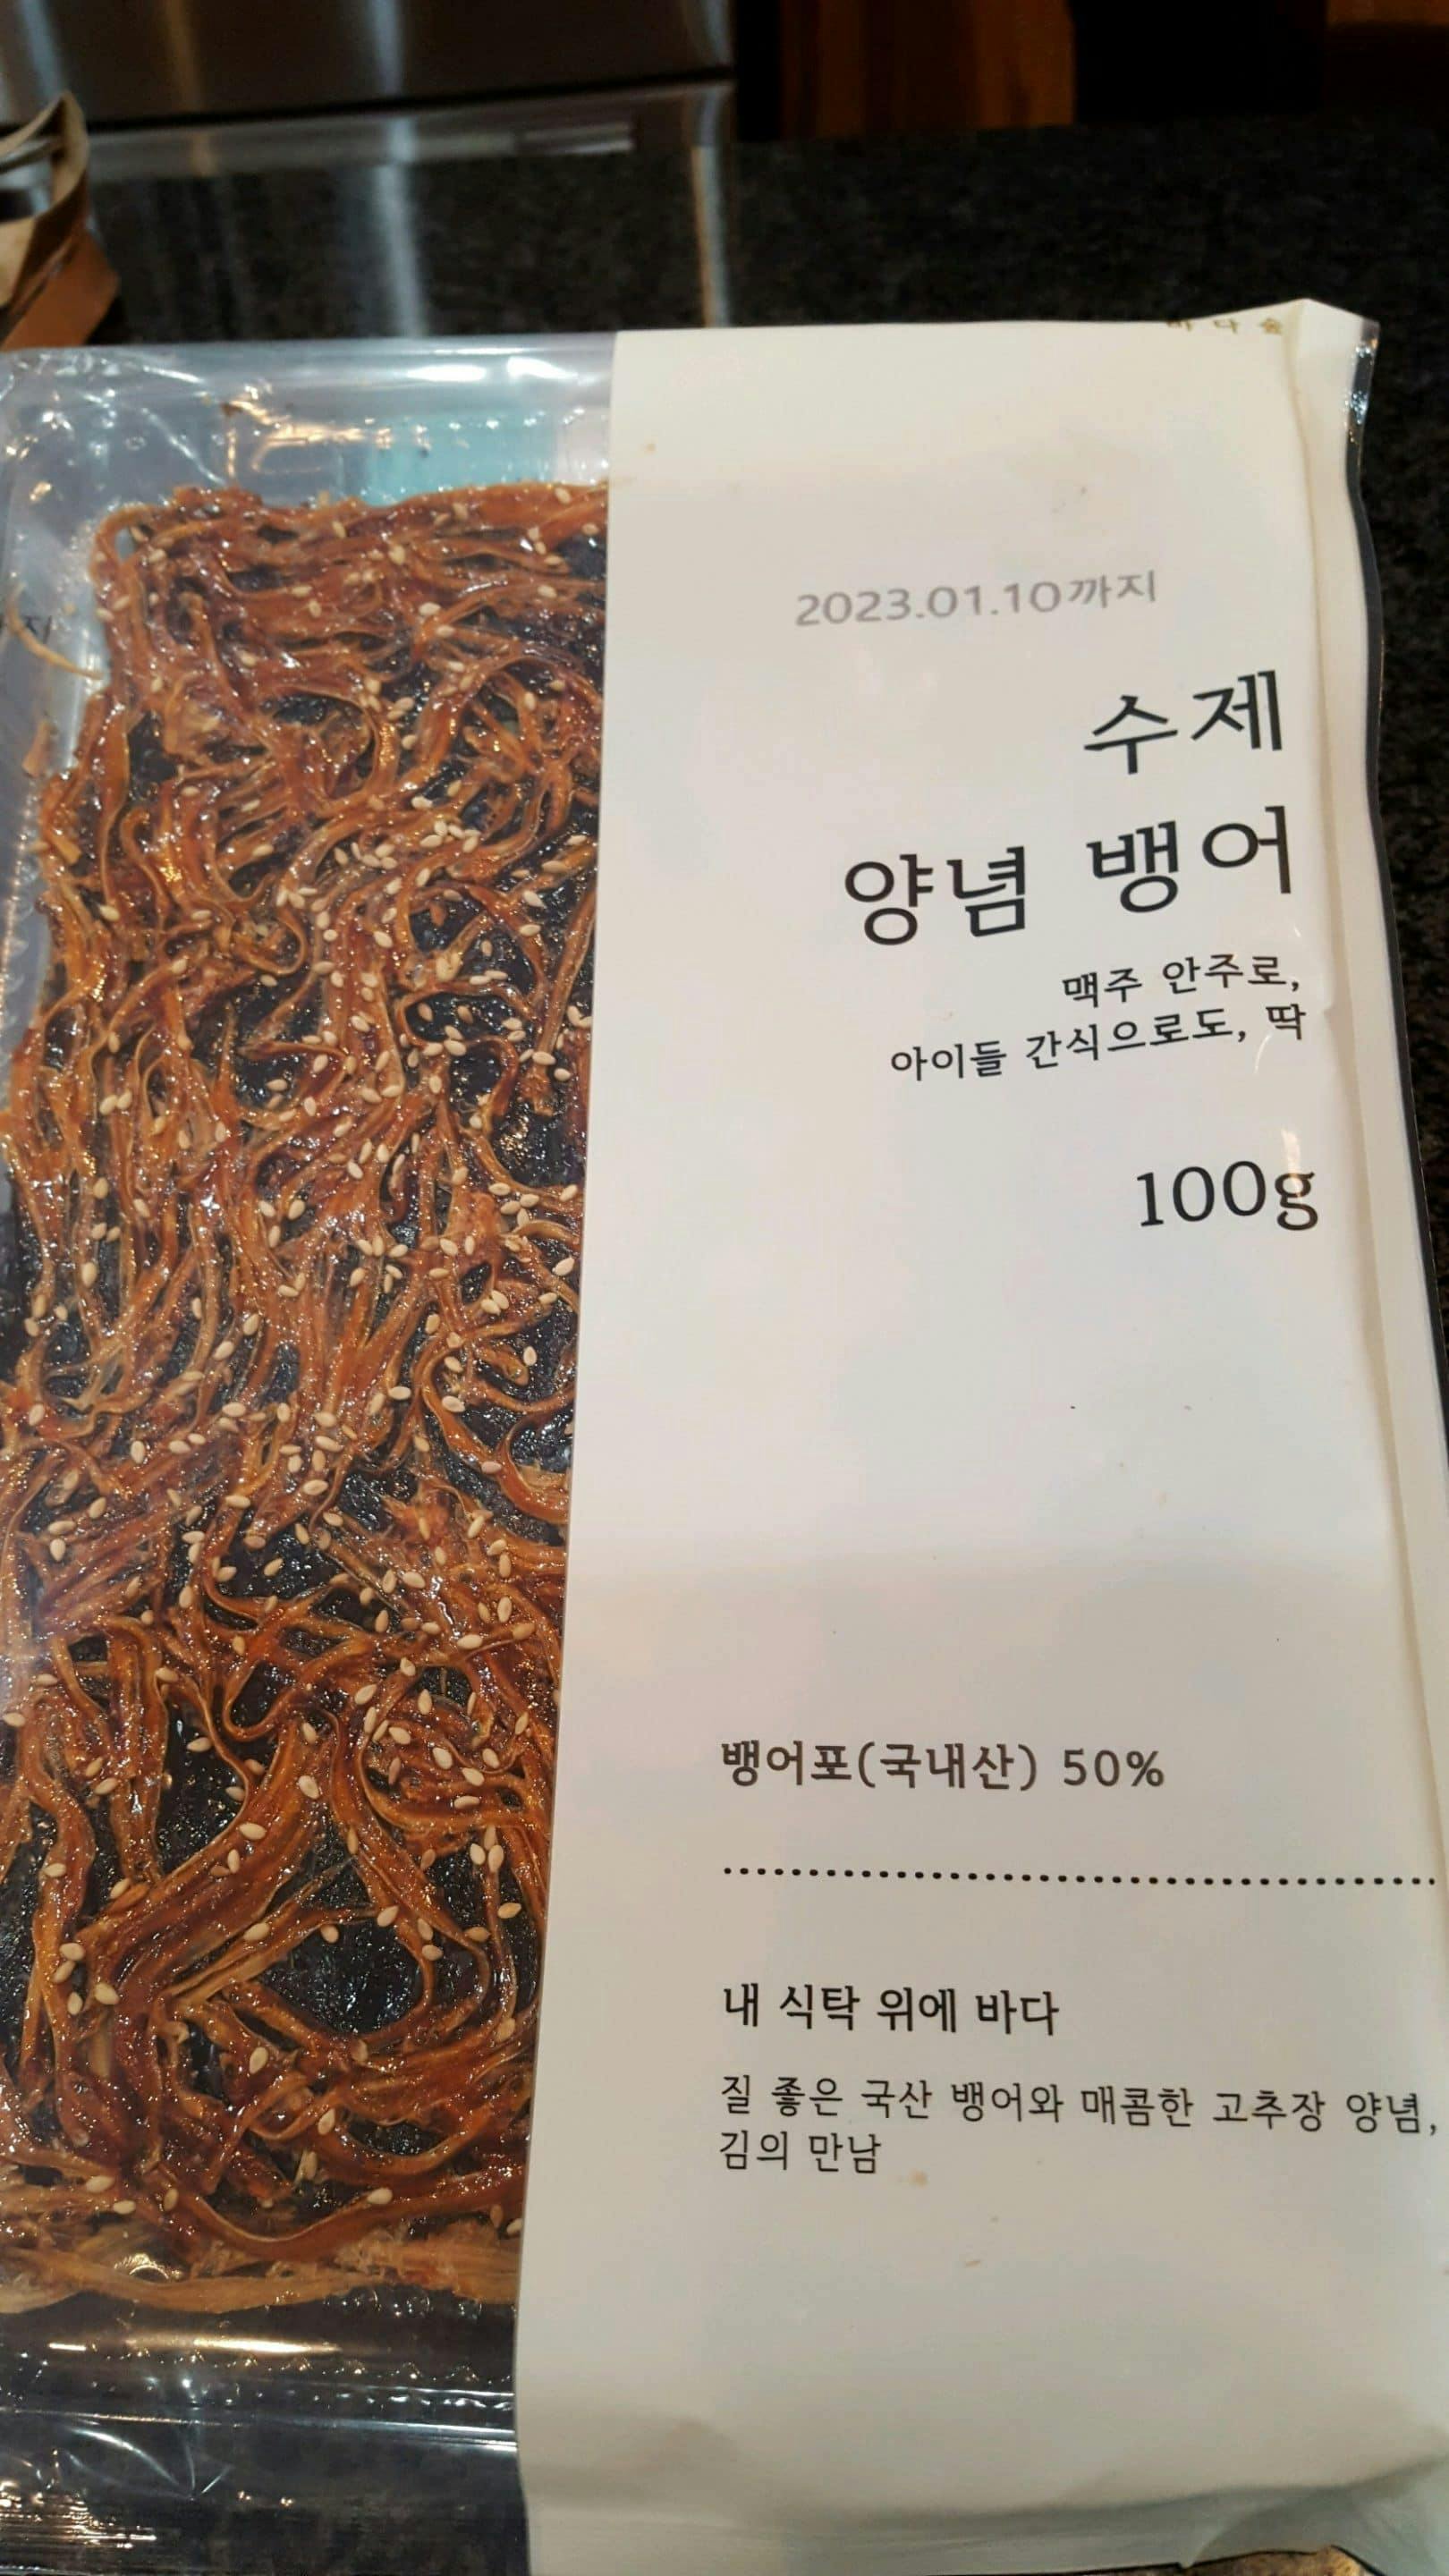 2023.01.10까지
수제
양념 뱅어
맥주 안주로,
아이들 간식으로도, 딱
100g
뱅어포(국내산) 50%
내 식탁 위에 바다
질 좋은 국산 뱅어와 매콤한 고추장 양념,
김의 만남